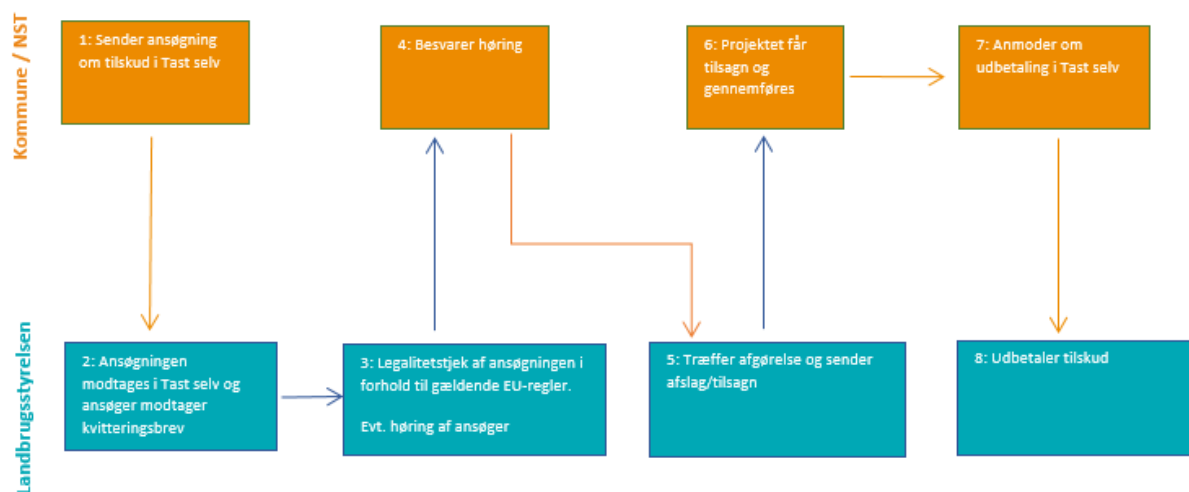 Kommune / NST
1: Sender ansøgning
om tilskud i Tast selv
4: Besvarer høring
6: Projektet får
tilsagn og
gennemføres
7: Anmoder om
udbetaling i Tast selv
Landbrugsstyrelsen
2: Ansøgningen
modtages i Tast selv og
ansøger modtager
kvitteringsbrev
3: Legalitetstjek af ansøgningen i
forhold til gældende EU-regler.
Evt. høring af ansøger
5: Træffer afgørelse og sender
afslag/tilsagn
8: Udbetaler tilskud